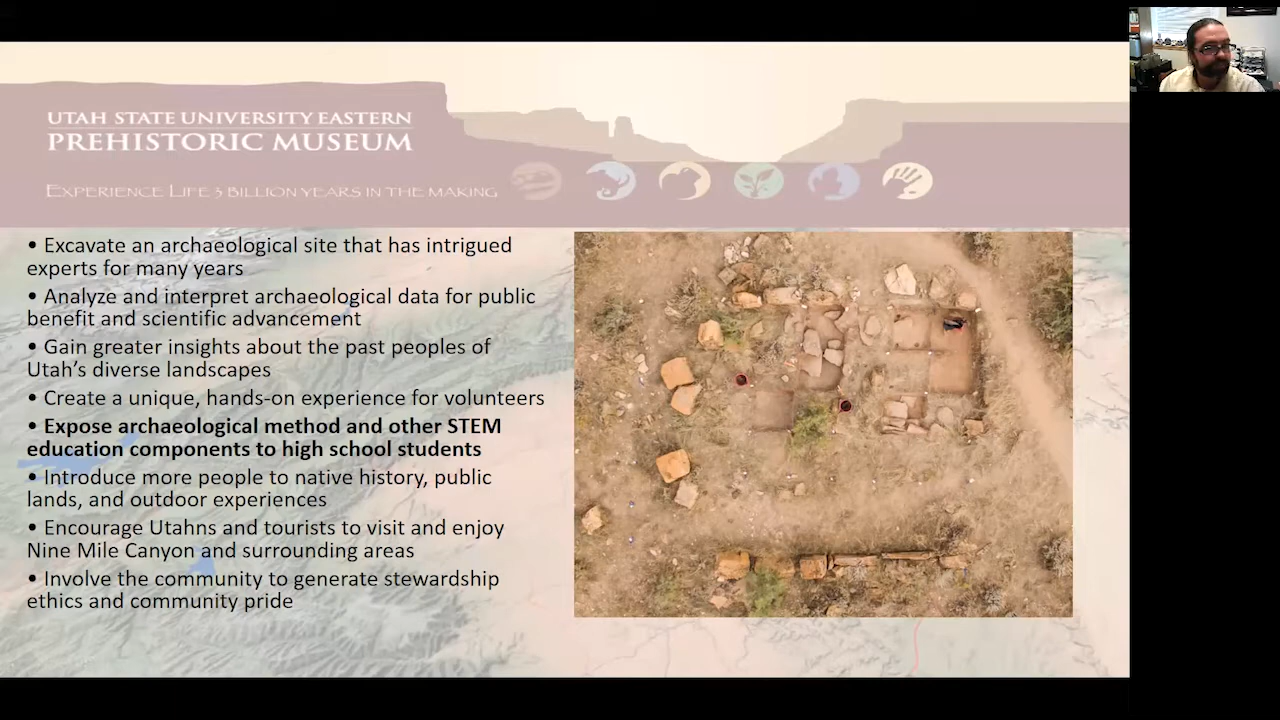 UTAH STATE UNIVERSITY EASTERN
PREHISTORIC MUSEUM
EXPERIENCE LIFE 3 BILLION YEARS IN THE MAKING
• Excavate an archaeological site that has intrigued
experts for many years
• Analyze and interpret archaeological data for public
benefit and scientific advancement
• Gain greater insights about the past peoples of
Utah’s diverse landscapes
• Create a unique, hands-on experience for volunteers
• Expose archaeological method and other STEM
education components to high school students
• Introduce more people to native history, public
lands, and outdoor experiences
• Encourage Utahns and tourists to visit and enjoy
Nine Mile Canyon and surrounding areas
• Involve the community to generate stewardship
ethics and community pride